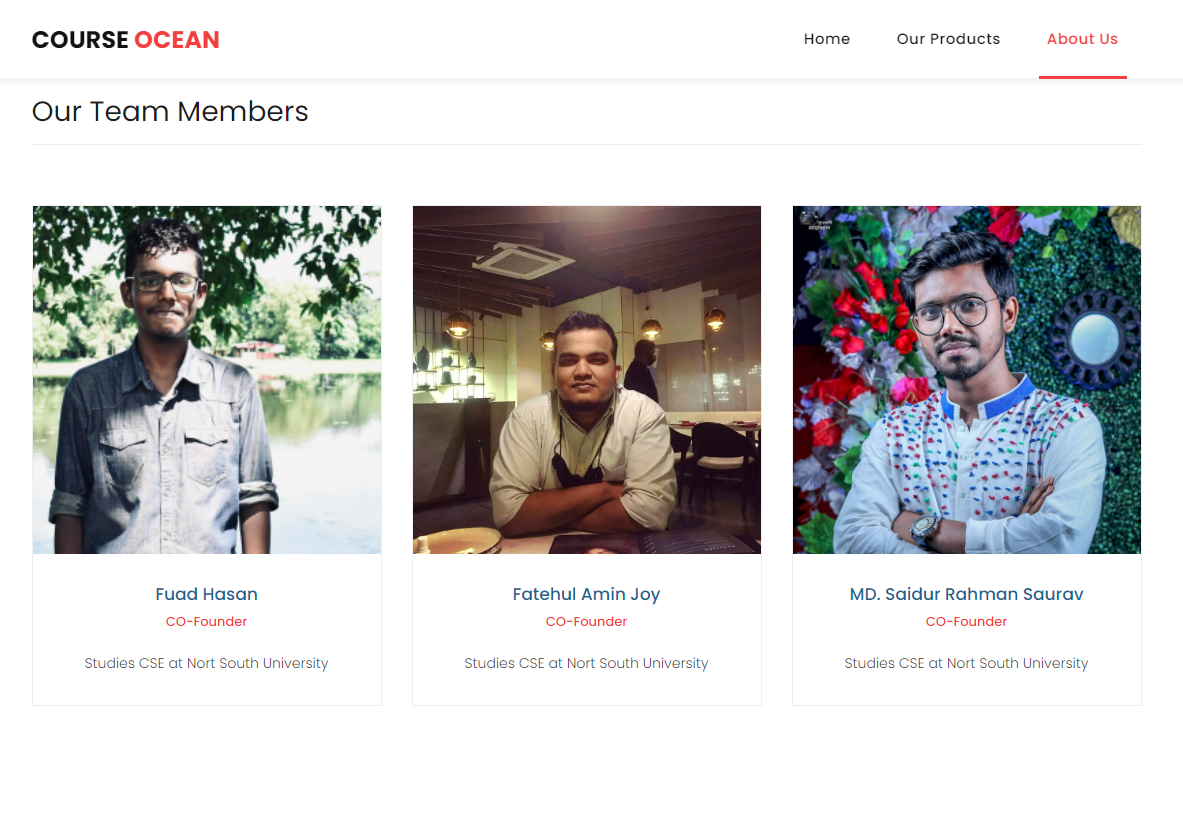 COURSE OCEAN
Home Our Products About Us
Our Team Members
Fuad Hasan
CO-Founder
Studies CSE at Nort South University
Fatehul Amin Joy
CO-Founder
Studies CSE at Nort South University
MD. Saidur Rahman Saurav
CO-Founder
Studies CSE at Nort South University